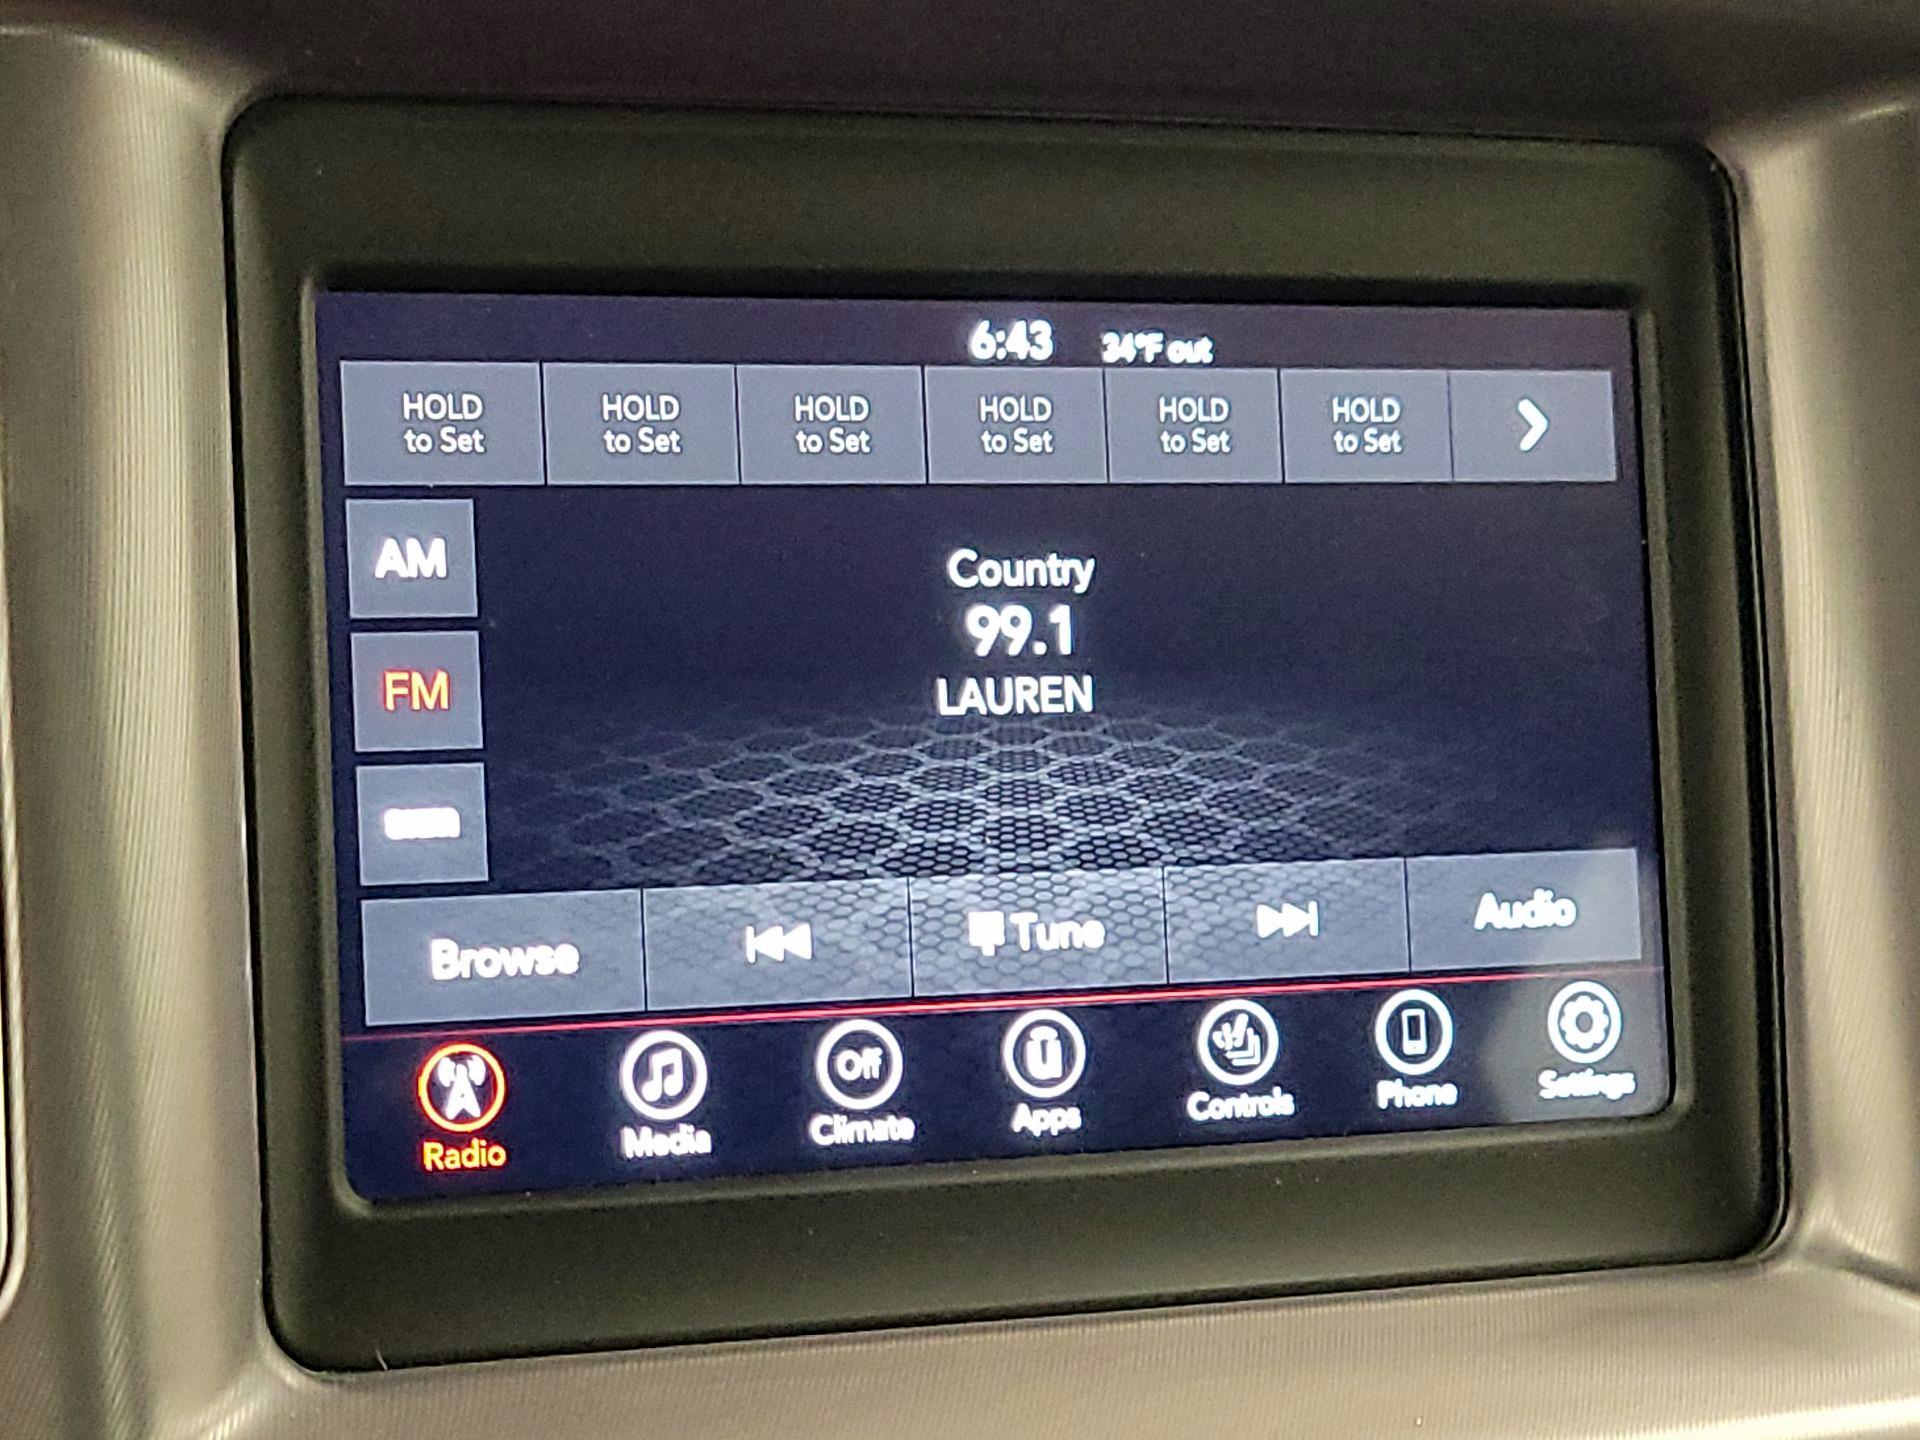 6:43 34°F out
HOLD to Set HOLD to Set HOLD to Set HOLD to Set HOLD to Set HOLD to Set
AM
Country
99.1
FM
LAUREN
Browse Tune Audio
Off
Radio Media Climate Apps Controls Phone Settings